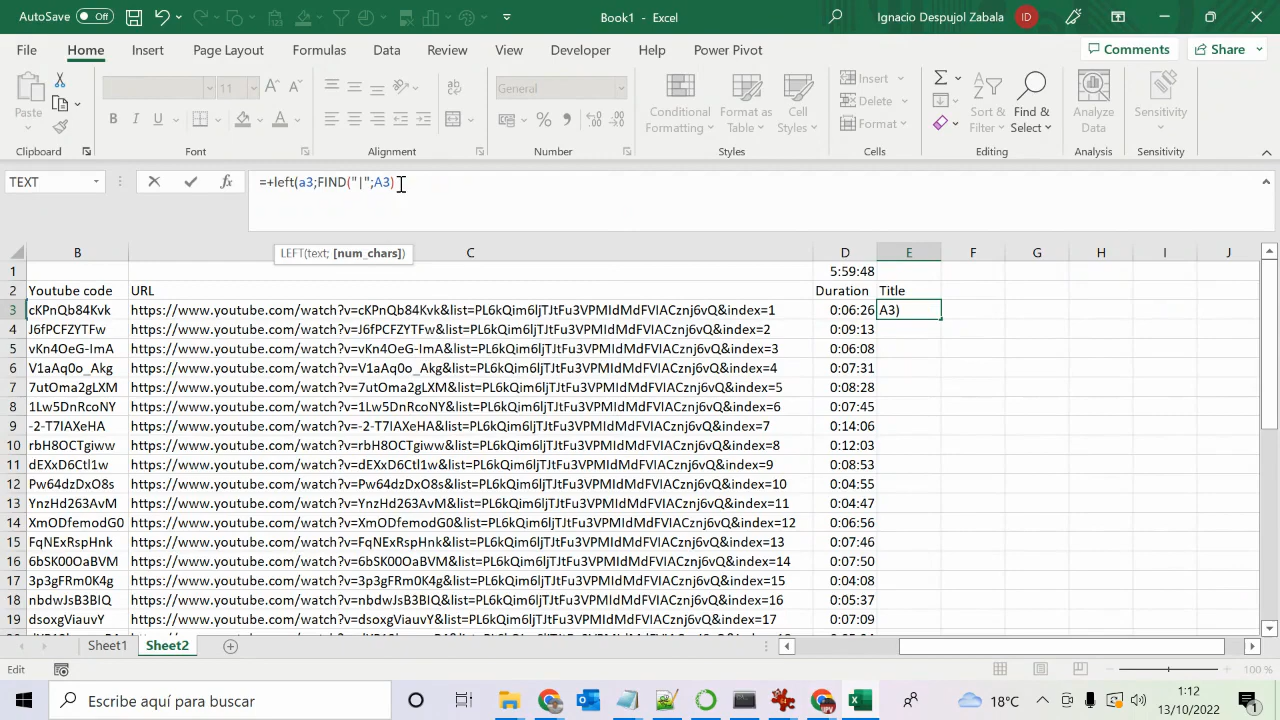 AutoSave Off Book1 - Excel Ignacio Despujol Zabala ID
File Home Insert Page Layout Formulas Data Review View Developer Help Power Pivot Comments Share
Paste
Clipboard
11
B I U A
Font
ab
Alignment
General
% 
Number
Conditional Formatting
Format as Table
Cell Styles
Styles
Insert
Delete
Format
Cells
Sort & Filter
Find & Select
Editing
Analyze Data
Analysis
Sensitivity
Sensitivity
TEXT fx =+left(a3;FIND("|";A3)
LEFT(text; [num_chars])
B C D E F G H I J
1 5:59:48
2 Youtube code URL Duration Title
3 cKPnQb84Kvk https://www.youtube.com/watch?v=cKPnQb84Kvk&list=PL6kQim6ljTJtFu3VPMIdMdFVIACznj6vQ&index=1 0:06:26 A3)
4 J6fPCFZYTFw https://www.youtube.com/watch?v=J6fPCFZYTFw&list=PL6kQim6ljTJtFu3VPMIdMdFVIACznj6vQ&index=2 0:09:13
5 vKn4OeG-ImA https://www.youtube.com/watch?v=vKn4OeG-ImA&list=PL6kQim6ljTJtFu3VPMIdMdFVIACznj6vQ&index=3 0:06:08
6 V1aAq0o_Akg https://www.youtube.com/watch?v=V1aAq0o_Akg&list=PL6kQim6ljTJtFu3VPMIdMdFVIACznj6vQ&index=4 0:07:31
7 7utOma2gLXM https://www.youtube.com/watch?v=7utOma2gLXM&list=PL6kQim6ljTJtFu3VPMIdMdFVIACznj6vQ&index=5 0:08:28
8 1Lw5DnRcoNY https://www.youtube.com/watch?v=1Lw5DnRcoNY&list=PL6kQim6ljTJtFu3VPMIdMdFVIACznj6vQ&index=6 0:07:45
9 -2-T7IAXeHA https://www.youtube.com/watch?v=-2-T7IAXeHA&list=PL6kQim6ljTJtFu3VPMIdMdFVIACznj6vQ&index=7 0:14:06
10 rbH8OCTgiww https://www.youtube.com/watch?v=rbH8OCTgiww&list=PL6kQim6ljTJtFu3VPMIdMdFVIACznj6vQ&index=8 0:12:03
11 dEXxD6Ctl1w https://www.youtube.com/watch?v=dEXxD6Ctl1w&list=PL6kQim6ljTJtFu3VPMIdMdFVIACznj6vQ&index=9 0:08:53
12 Pw64dzDxO8s https://www.youtube.com/watch?v=Pw64dzDxO8s&list=PL6kQim6ljTJtFu3VPMIdMdFVIACznj6vQ&index=10 0:04:55
13 YnzHd263AvM https://www.youtube.com/watch?v=YnzHd263AvM&list=PL6kQim6ljTJtFu3VPMIdMdFVIACznj6vQ&index=11 0:04:47
14 XmODfemodG0 https://www.youtube.com/watch?v=XmODfemodG0&list=PL6kQim6ljTJtFu3VPMIdMdFVIACznj6vQ&index=12 0:06:56
15 FqNExRspHnk https://www.youtube.com/watch?v=FqNExRspHnk&list=PL6kQim6ljTJtFu3VPMIdMdFVIACznj6vQ&index=13 0:07:46
16 6bSK00OaBVM https://www.youtube.com/watch?v=6bSK00OaBVM&list=PL6kQim6ljTJtFu3VPMIdMdFVIACznj6vQ&index=14 0:07:50
17 3p3gFRm0K4g https://www.youtube.com/watch?v=3p3gFRm0K4g&list=PL6kQim6ljTJtFu3VPMIdMdFVIACznj6vQ&index=15 0:04:08
18 nbdwJsB3BIQ https://www.youtube.com/watch?v=nbdwJsB3BIQ&list=PL6kQim6ljTJtFu3VPMIdMdFVIACznj6vQ&index=16 0:05:37
19 dsoxgViauvY https://www.youtube.com/watch?v=dsoxgViauvY&list=PL6kQim6ljTJtFu3VPMIdMdFVIACznj6vQ&index=17 0:07:09
Sheet1 Sheet2
Edit 100 %
Escribe aquí para buscar 18°C 1:12
13/10/2022 1